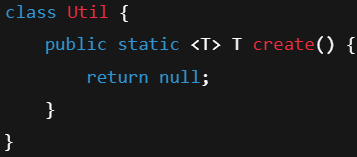 class Util {
    public static <T> T create() {
        return null;
    }
}